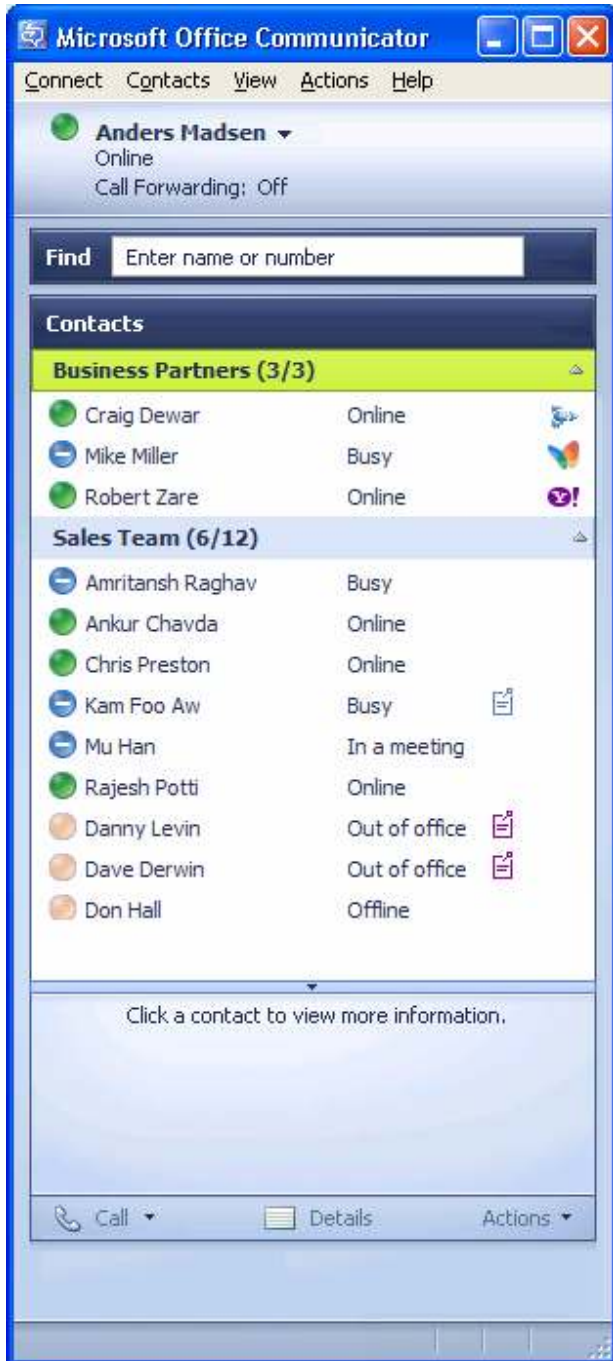 Microsoft Office Communicator
Connect Contacts View Actions Help
Anders Madsen
Online
Call Forwarding: Off
Find Enter name or number
Contacts
Business Partners (3/3)
Craig Dewar Online
Mike Miller Busy
Robert Zare Online Y!
Sales Team (6/12)
Amritansh Raghav Busy
Ankur Chavda Online
Chris Preston Online
Kam Foo Aw Busy
Mu Han In a meeting
Rajesh Potti Online
Danny Levin Out of office
Dave Derwin Out of office
Don Hall Offline
Click a contact to view more information.
Call Details Actions